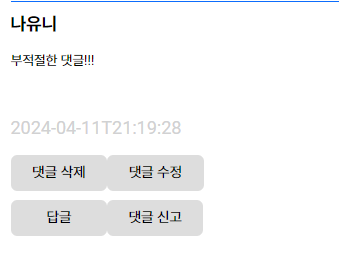 나유니
부적절한 댓글!!!
2024-04-11T21:19:28
댓글 삭제 댓글 수정
답글 댓글 신고